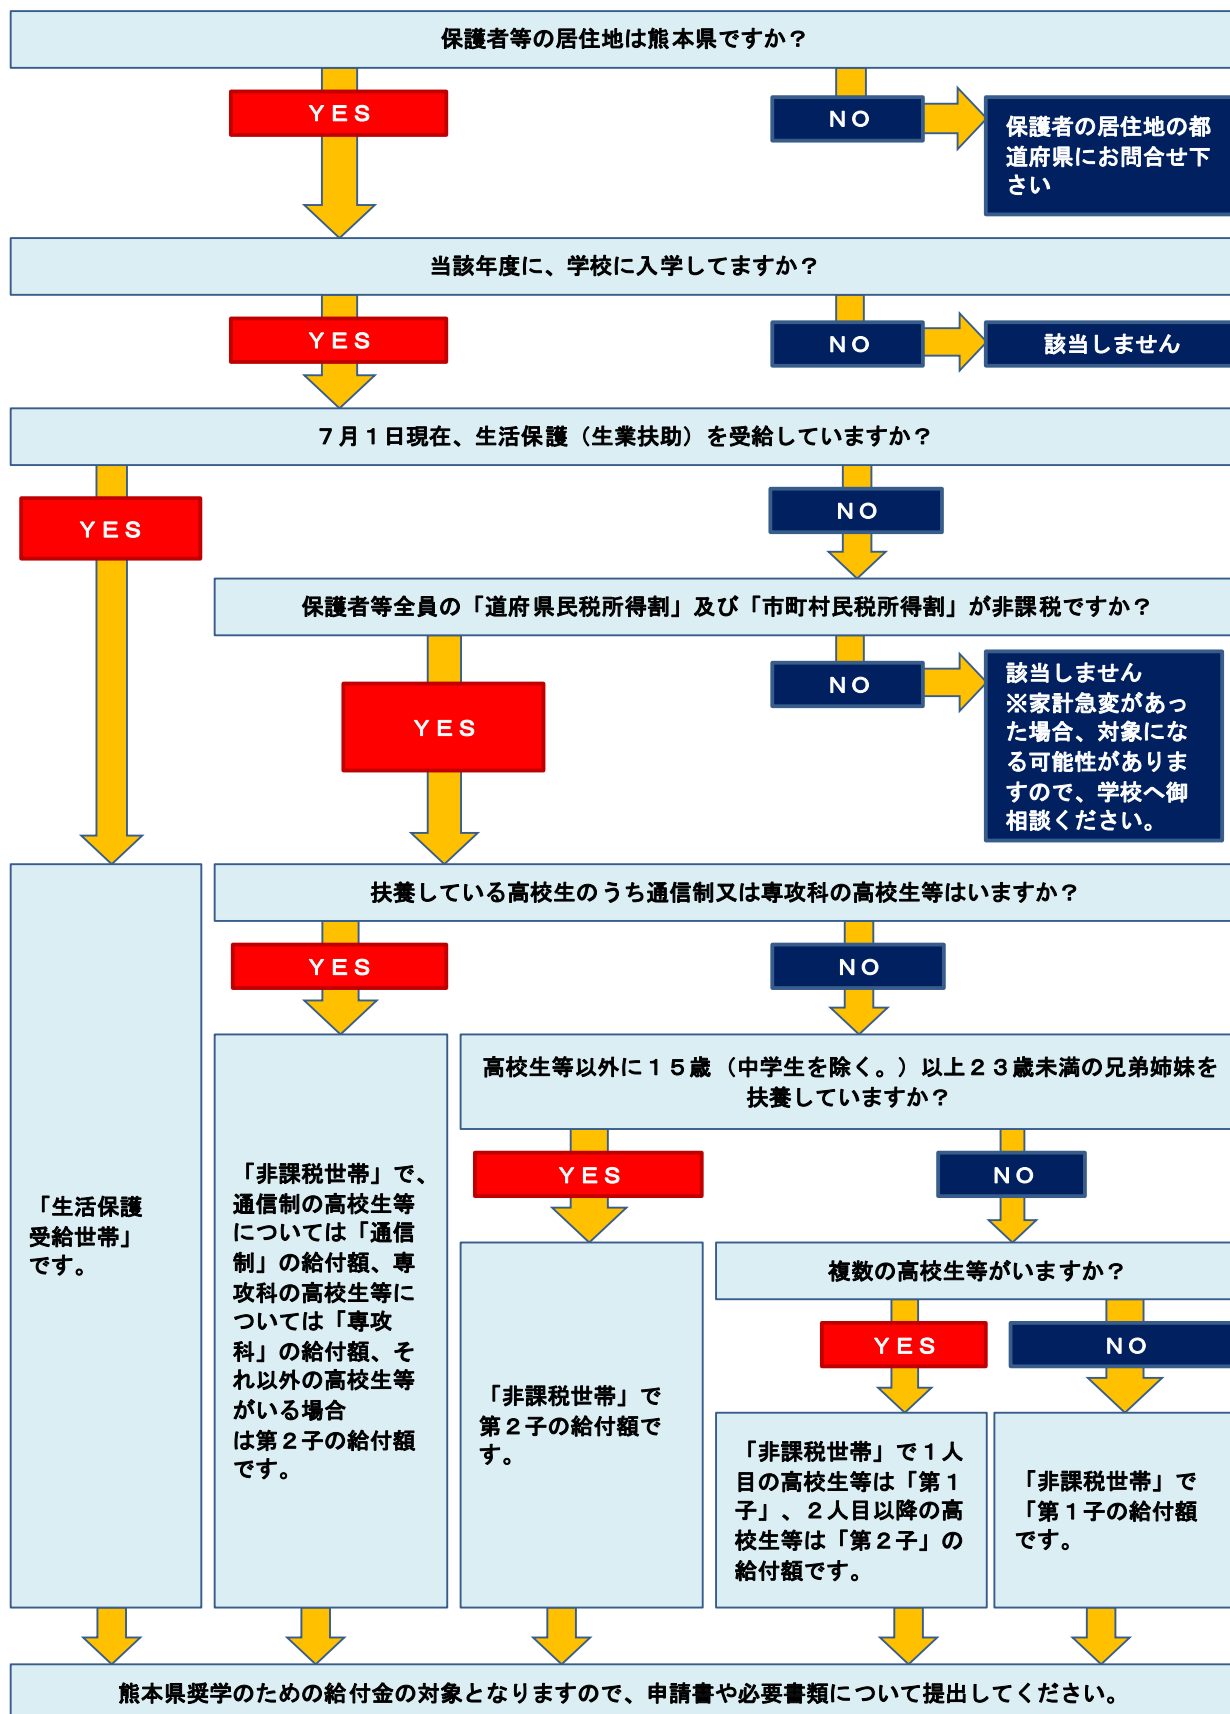 保護者等の居住地は熊本県ですか？
ＹＥＳ
ＮＯ
保護者の居住地の都
道府県にお問合せ下
さい
当該年度に、学校に入学してますか？
ＹＥＳ
ＮＯ
該当しません
７月１日現在、生活保護（生業扶助）を受給していますか？
ＹＥＳ
ＮＯ
保護者等全員の「道府県民税所得割」及び「市町村民税所得割」が非課税ですか？
ＹＥＳ
ＮＯ
該当しません
※家計急変があっ
た場合、対象にな
る可能性がありま
すので、学校へ御
相談ください。
扶養している高校生のうち通信制又は専攻科の高校生等はいますか？
ＹＥＳ
ＮＯ
高校生等以外に１５歳（中学生を除く。）以上２３歳未満の兄弟姉妹を
扶養していますか？
ＹＥＳ
ＮＯ
複数の高校生等がいますか？
ＹＥＳ
ＮＯ
「生活保護
受給世帯」
です。
「非課税世帯」で、
通信制の高校生等
については「通信
制」の給付額、専
攻科の高校生等に
ついては「専攻
科」の給付額、そ
れ以外の高校生等
がいる場合
は第２子の給付額
です。
「非課税世帯」で
第２子の給付額で
す。
「非課税世帯」で１人
目の高校生等は「第１
子」、２人目以降の高
校生等は「第２子」の
給付額です。
「非課税世帯」で
「第１子の給付額
です。
熊本県奨学のための給付金の対象となりますので、申請書や必要書類について提出してください。